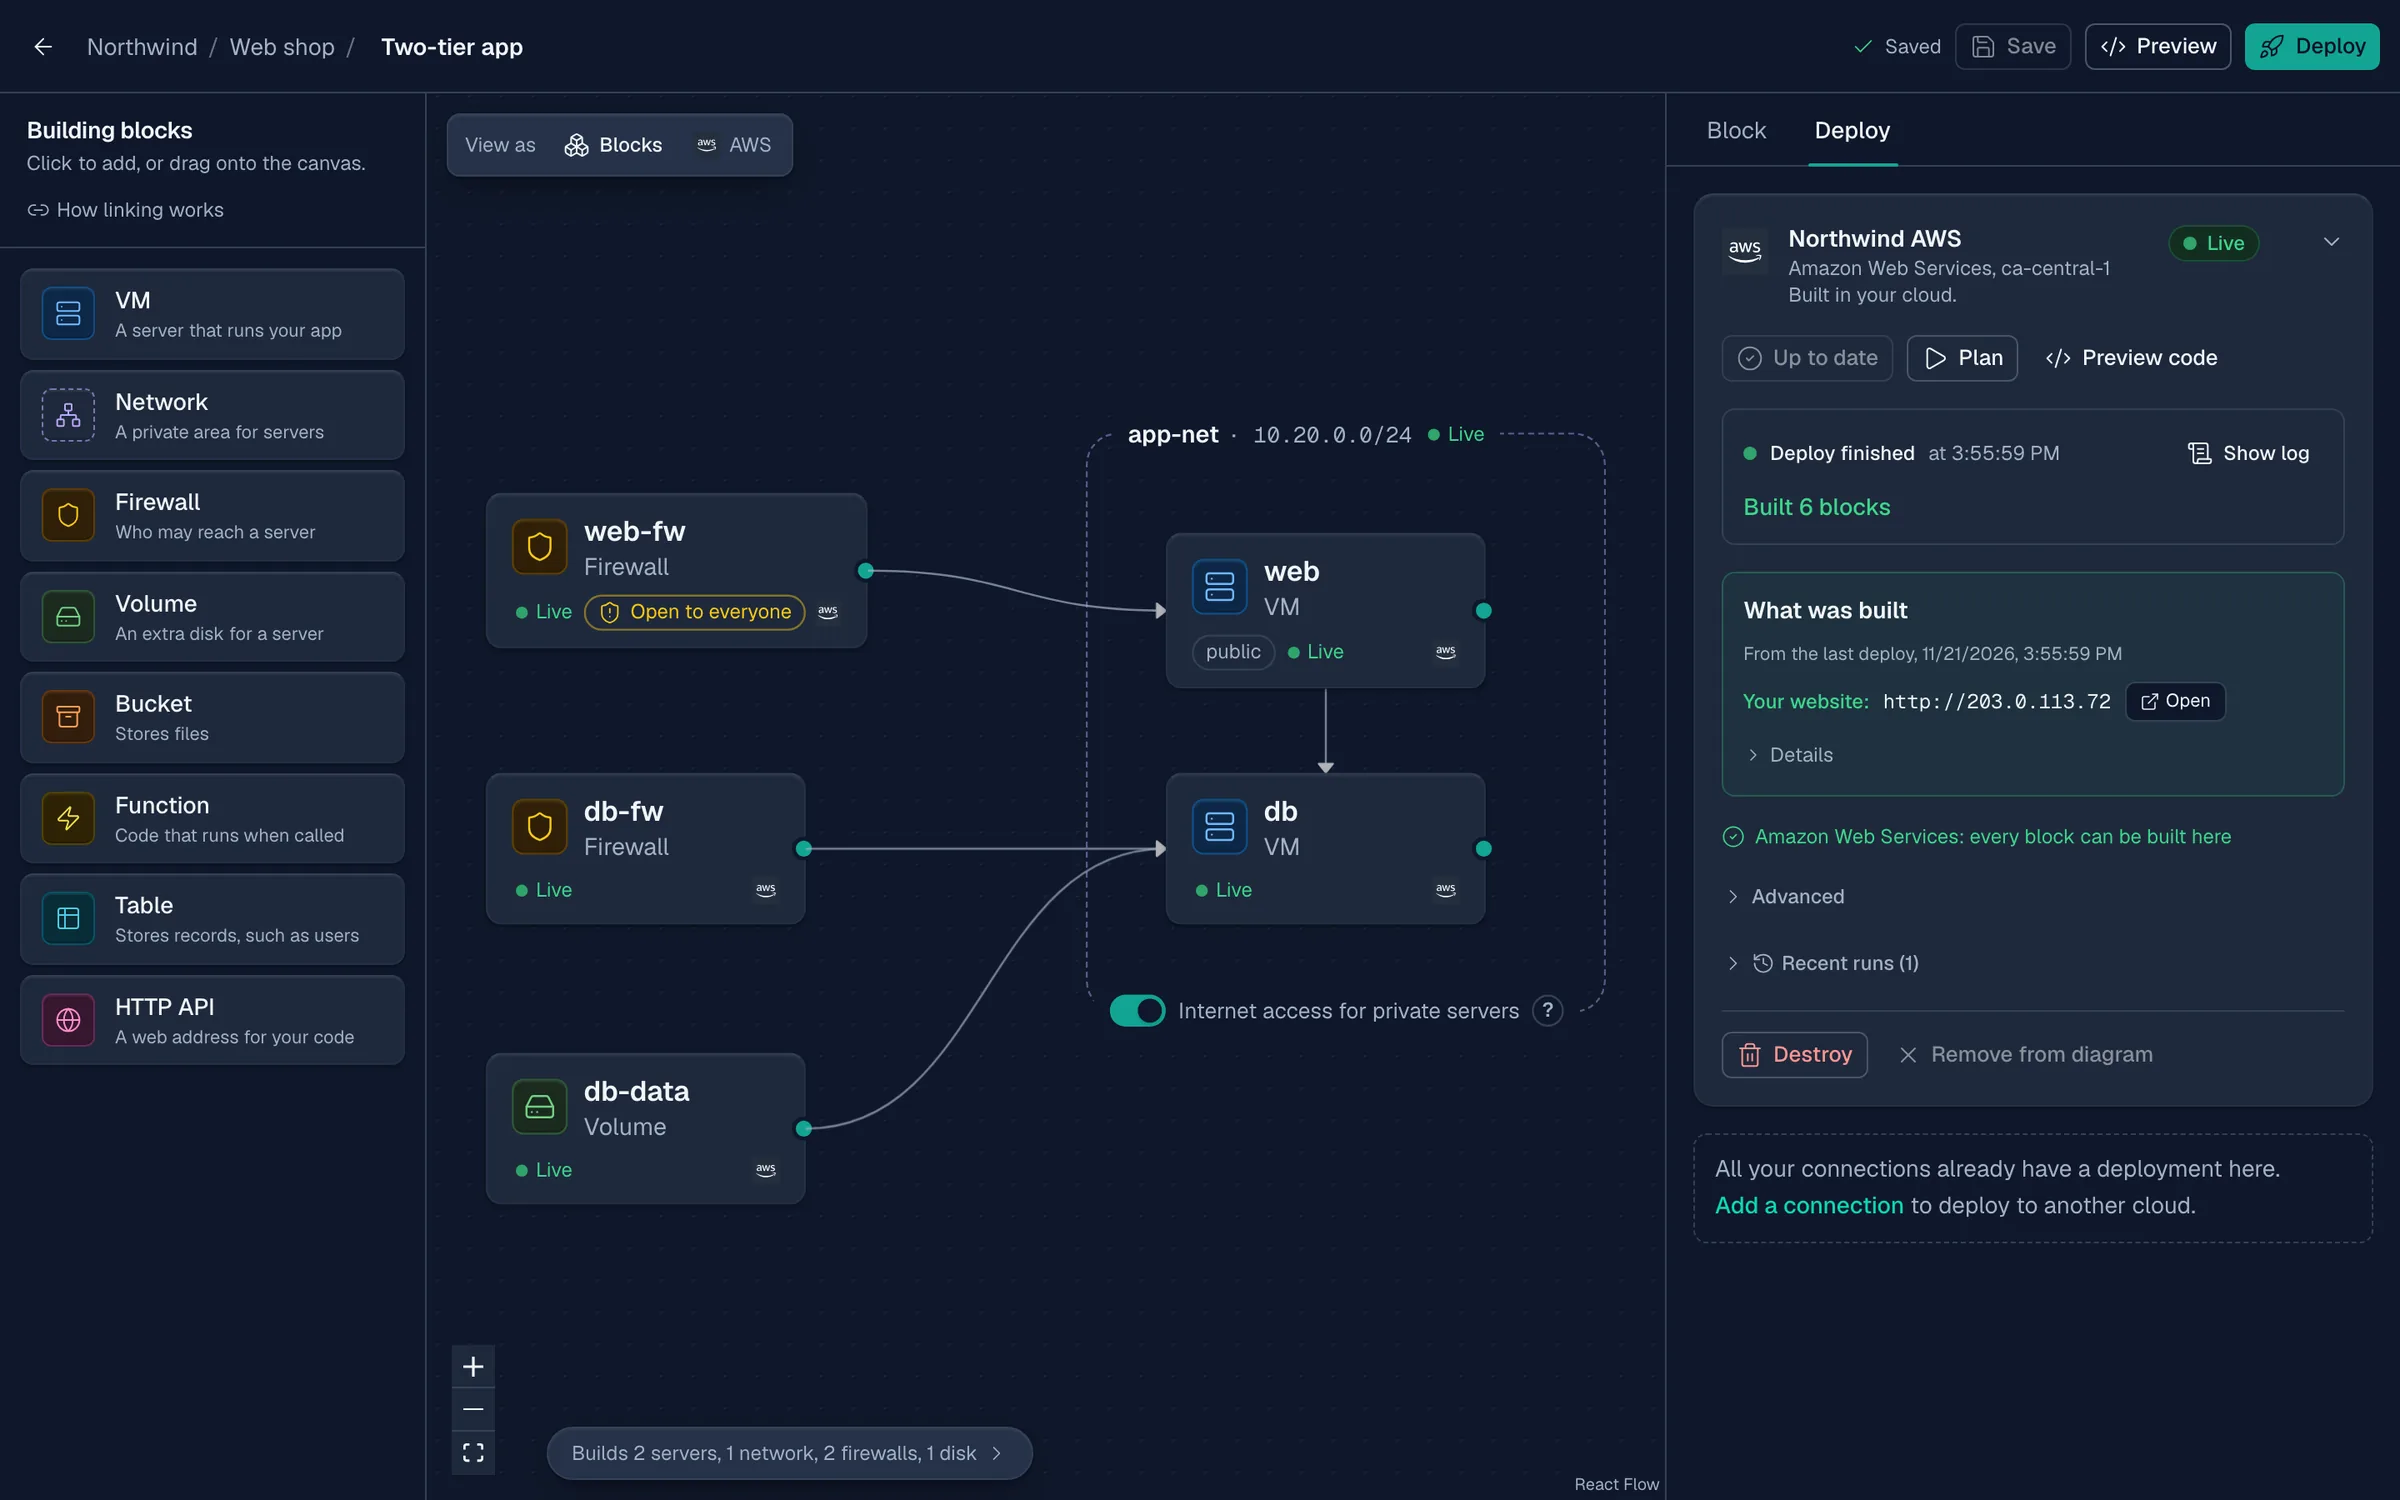 Northwind / Web shop / Two-tier app
Saved
Save
Preview
Deploy
Building blocks
Click to add, or drag onto the canvas.
How linking works
VM
A server that runs your app
Network
A private area for servers
Firewall
Who may reach a server
Volume
An extra disk for a server
Bucket
Stores files
Function
Code that runs when called
Table
Stores records, such as users
HTTP API
A web address for your code
View as
Blocks
aws AWS
app-net · 10.20.0.0/24 Live
web-fw
Firewall
Live
Open to everyone
aws
web
VM
public
Live
aws
db-fw
Firewall
Live
aws
db
VM
Live
aws
Internet access for private servers ?
db-data
Volume
Live
aws
Builds 2 servers, 1 network, 2 firewalls, 1 disk
React Flow
Block
Deploy
aws
Northwind AWS
Live
Amazon Web Services, ca-central-1
Built in your cloud.
Up to date
Plan
Preview code
Deploy finished at 3:55:59 PM
Show log
Built 6 blocks
What was built
From the last deploy, 11/21/2026, 3:55:59 PM
Your website: http://203.0.113.72
Open
Details
Amazon Web Services: every block can be built here
Advanced
Recent runs (1)
Destroy
Remove from diagram
All your connections already have a deployment here.
Add a connection to deploy to another cloud.